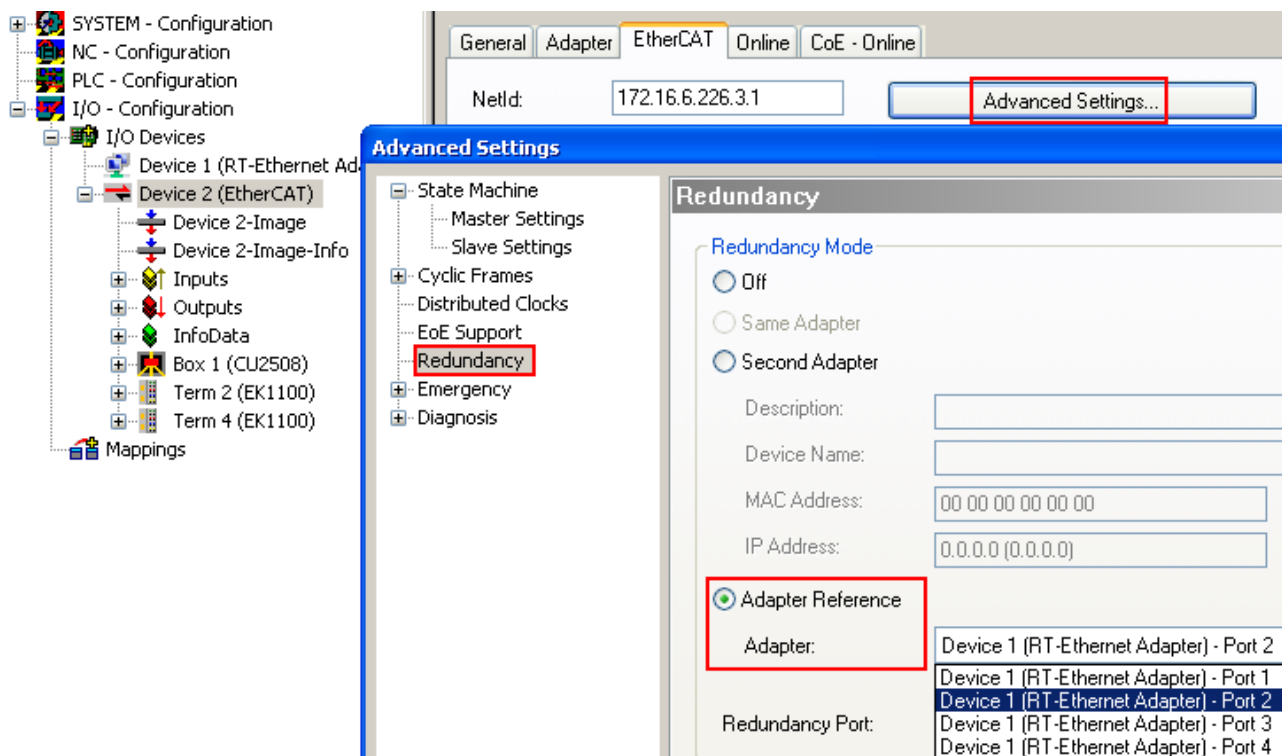 SYSTEM - Configuration
NC - Configuration
PLC - Configuration
I/O - Configuration
I/O Devices
Device 1 (RT-Ethernet Ada
Device 2 (EtherCAT)
Device 2-Image
Device 2-Image-Info
Inputs
Outputs
InfoData
Box 1 (CU2508)
Term 2 (EK1100)
Term 4 (EK1100)
Mappings
General
Adapter
EtherCAT
Online
CoE - Online
NetId:
172.16.6.226.3.1
Advanced Settings...
Advanced Settings
State Machine
Master Settings
Slave Settings
Cyclic Frames
Distributed Clocks
EoE Support
Redundancy
Emergency
Diagnosis
Redundancy
Redundancy Mode
Off
Same Adapter
Second Adapter
Description:
Device Name:
MAC Address:
00 00 00 00 00 00
IP Address:
0.0.0.0 (0.0.0.0)
Adapter Reference
Adapter:
Device 1 (RT-Ethernet Adapter) - Port 2
Device 1 (RT-Ethernet Adapter) - Port 1
Device 1 (RT-Ethernet Adapter) - Port 2
Redundancy Port:
Device 1 (RT-Ethernet Adapter) - Port 3
Device 1 (RT-Ethernet Adapter) - Port 4